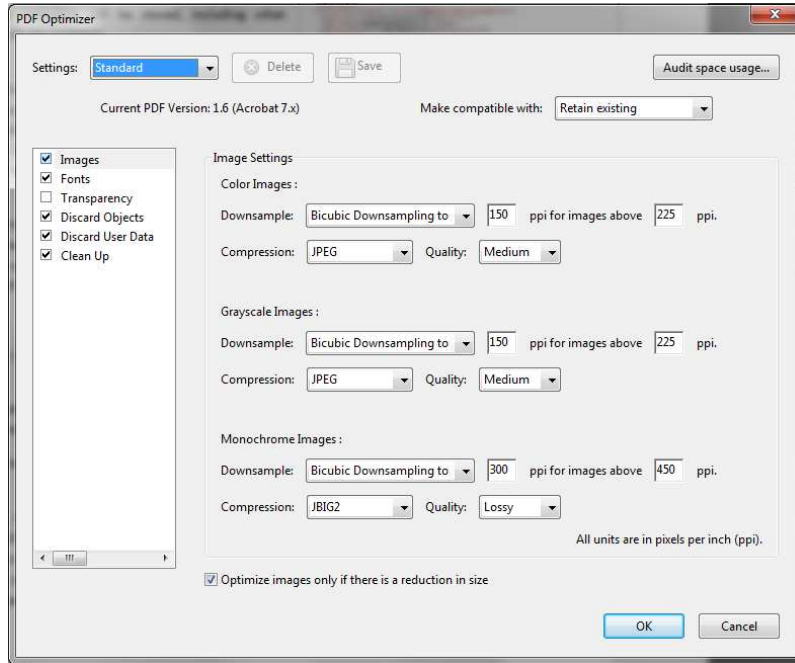 PDF Optimizer
Settings: Standard Delete Save Audit space usage...
Current PDF Version: 1.6 (Acrobat 7.x) Make compatible with: Retain existing
Images
Fonts
Transparency
Discard Objects
Discard User Data
Clean Up
Image Settings
Color Images :
Downsample: Bicubic Downsampling to 150 ppi for images above 225 ppi.
Compression: JPEG Quality: Medium
Grayscale Images :
Downsample: Bicubic Downsampling to 150 ppi for images above 225 ppi.
Compression: JPEG Quality: Medium
Monochrome Images :
Downsample: Bicubic Downsampling to 300 ppi for images above 450 ppi.
Compression: JBIG2 Quality: Lossy
All units are in pixels per inch (ppi).
Optimize images only if there is a reduction in size
OK Cancel